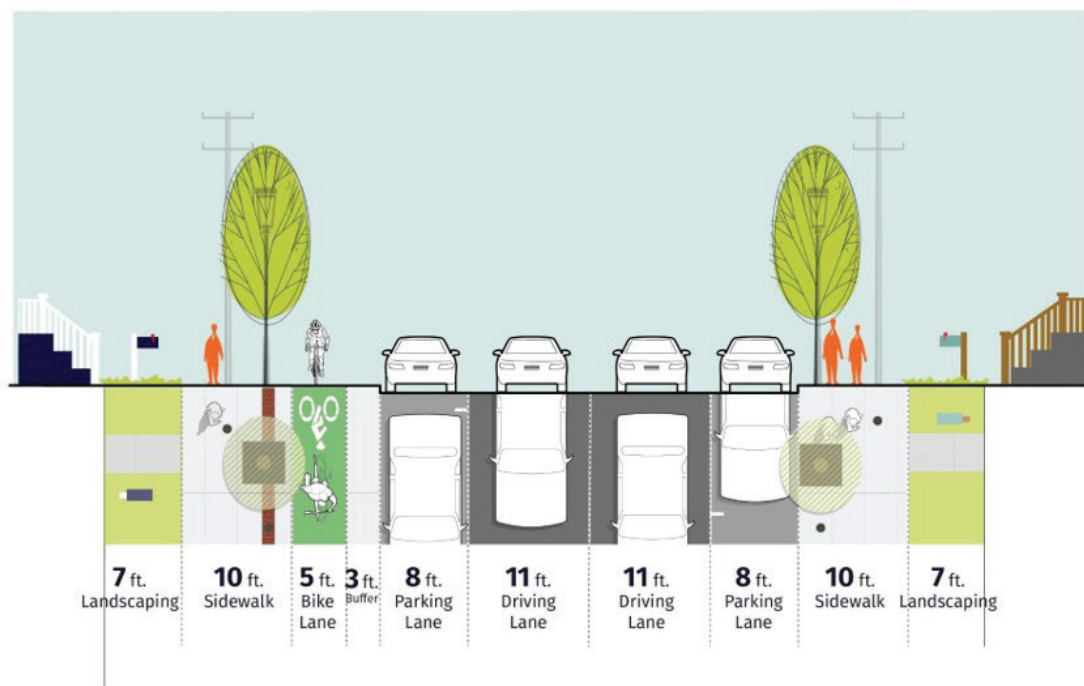 7 ft.
Landscaping
10 ft.
Sidewalk
5 ft.
Bike
Lane
3 ft.
Buffer
8 ft.
Parking
Lane
11 ft.
Driving
Lane
11 ft.
Driving
Lane
8 ft.
Parking
Lane
10 ft.
Sidewalk
7 ft.
Landscaping